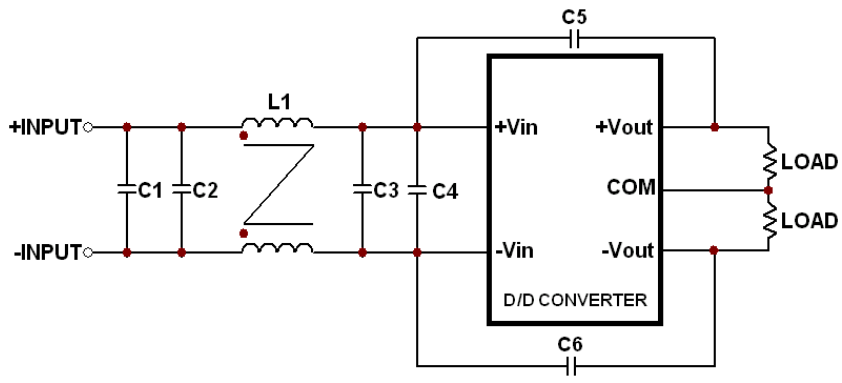 C5
L1
+INPUT
+Vin
+Vout
LOAD
C1
C2
C3
C4
COM
LOAD
-INPUT
-Vin
-Vout
D/D CONVERTER
C6